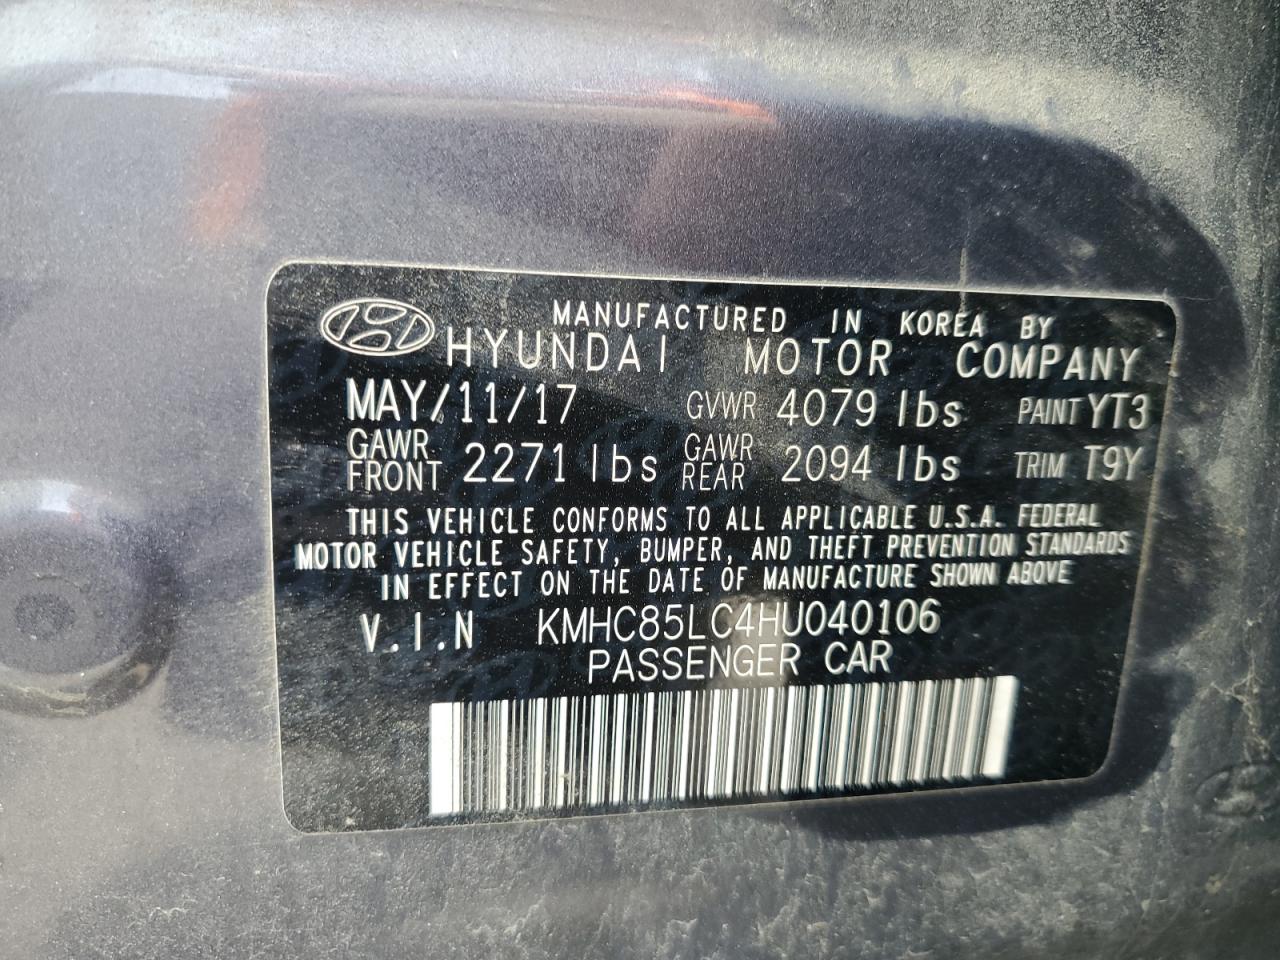 MANUFACTURED IN KOREA BY
HYUNDAI MOTOR COMPANY
MAY/11/17 GVWR 4079 lbs PAINT YT3
GAWR FRONT 2271 lbs GAWR REAR 2094 lbs TRIM T9Y
THIS VEHICLE CONFORMS TO ALL APPLICABLE U.S.A. FEDERAL
MOTOR VEHICLE SAFETY, BUMPER, AND THEFT PREVENTION STANDARDS
IN EFFECT ON THE DATE OF MANUFACTURE SHOWN ABOVE
V.I.N KMHC85LC4HU040106
PASSENGER CAR